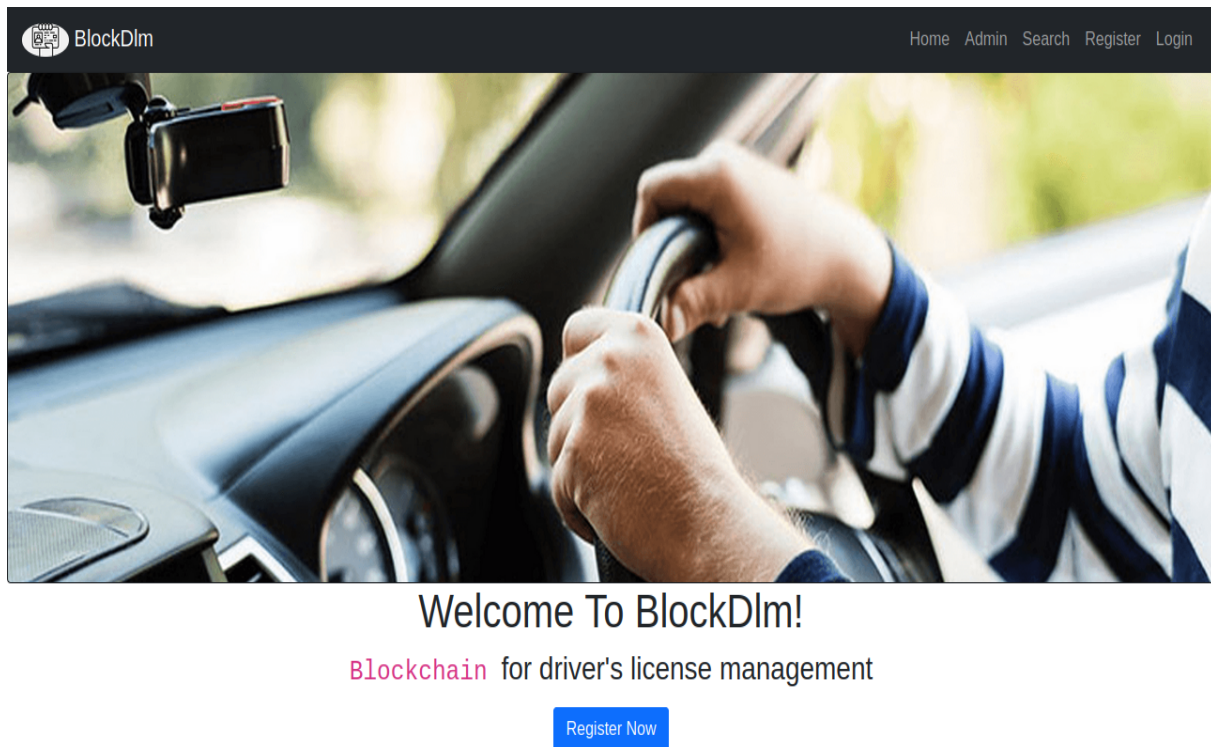 BlockDlm
Home Admin Search Register Login
Welcome To BlockDlm!
Blockchain for driver's license management
Register Now